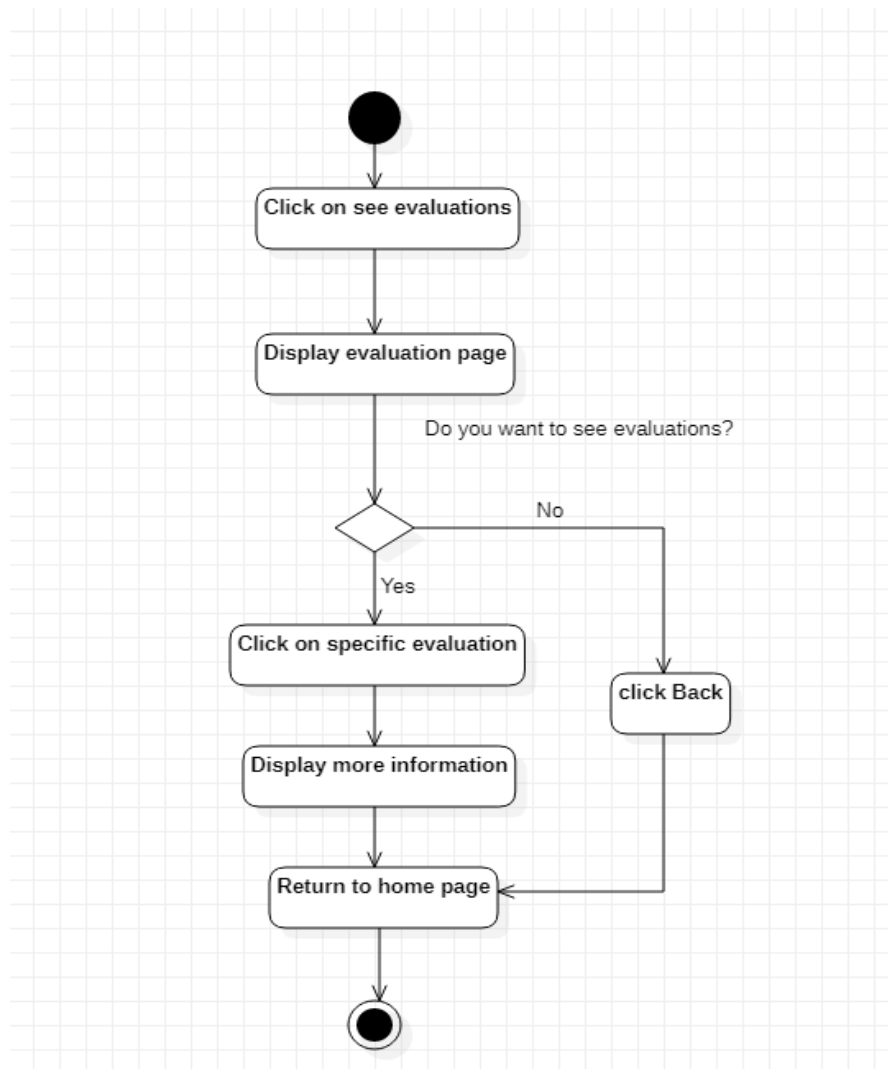 Click on see evaluations
Display evaluation page
Do you want to see evaluations?
No
Yes
Click on specific evaluation
click Back
Display more information
Return to home page